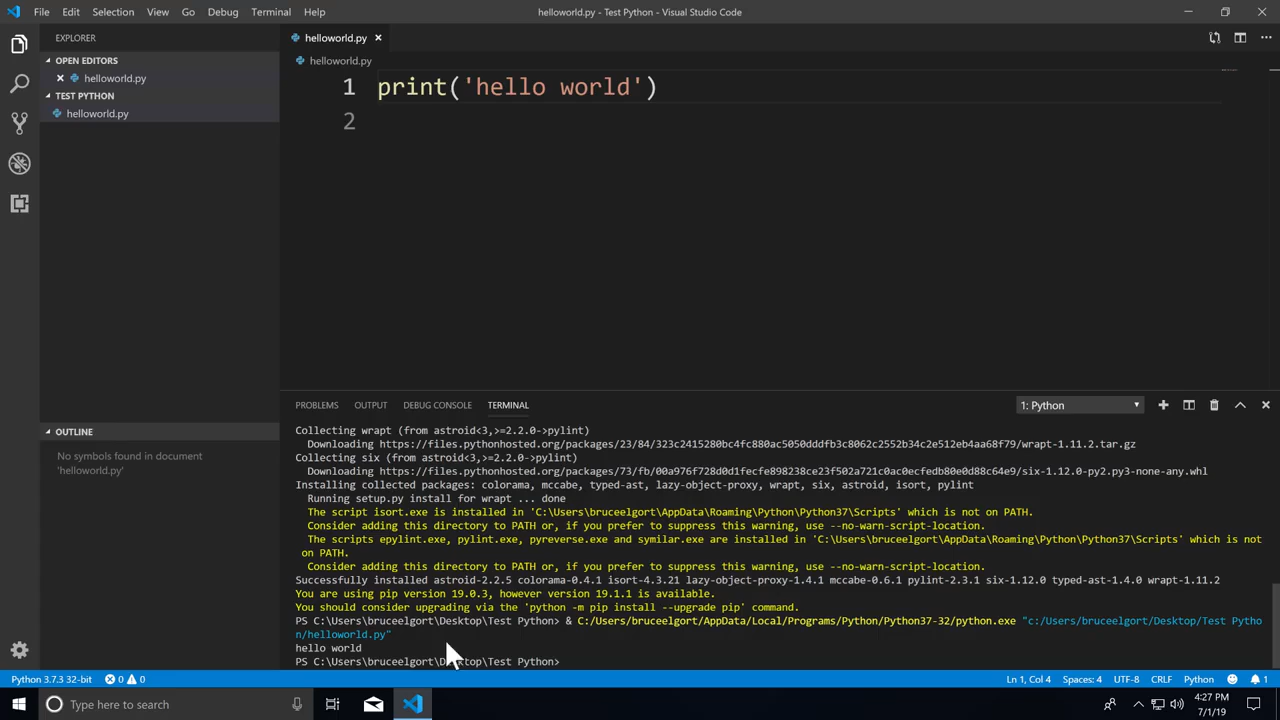 File Edit Selection View Go Debug Terminal Help
helloworld.py - Test Python - Visual Studio Code
EXPLORER
OPEN EDITORS
helloworld.py
TEST PYTHON
helloworld.py
OUTLINE
No symbols found in document
'helloworld.py'
helloworld.py
helloworld.py
1 print('hello world')
2
PROBLEMS OUTPUT DEBUG CONSOLE TERMINAL
1: Python
Collecting wrapt (from astroid<3,>=2.2.0->pylint)
Downloading https://files.pythonhosted.org/packages/23/84/323c2415280bc4fc880ac5050dddfb3c8062c2552b34c2e512eb4aa68f79/wrapt-1.11.2.tar.gz
Collecting six (from astroid<3,>=2.2.0->pylint)
Downloading https://files.pythonhosted.org/packages/73/fb/00a976f728d0d1fecfe898238ce23f502a721c0ac0ecfedb80e0d88c64e9/six-1.12.0-py2.py3-none-any.whl
Installing collected packages: colorama, mccabe, typed-ast, lazy-object-proxy, wrapt, six, astroid, isort, pylint
Running setup.py install for wrapt ... done
The script isort.exe is installed in 'C:\Users\bruceelgort\AppData\Roaming\Python\Python37\Scripts' which is not on PATH.
Consider adding this directory to PATH or, if you prefer to suppress this warning, use --no-warn-script-location.
The scripts epylint.exe, pylint.exe, pyreverse.exe and symilar.exe are installed in 'C:\Users\bruceelgort\AppData\Roaming\Python\Python37\Scripts' which is not
on PATH.
Consider adding this directory to PATH or, if you prefer to suppress this warning, use --no-warn-script-location.
Successfully installed astroid-2.2.5 colorama-0.4.1 isort-4.3.21 lazy-object-proxy-1.4.1 mccabe-0.6.1 pylint-2.3.1 six-1.12.0 typed-ast-1.4.0 wrapt-1.11.2
You are using pip version 19.0.3, however version 19.1.1 is available.
You should consider upgrading via the 'python -m pip install --upgrade pip' command.
PS C:\Users\bruceelgort\Desktop\Test Python> & C:/Users/bruceelgort/AppData/Local/Programs/Python/Python37-32/python.exe "c:/Users/bruceelgort/Desktop/Test Pytho
n/helloworld.py"
hello world
PS C:\Users\bruceelgort\Desktop\Test Python>
Python 3.7.3 32-bit 0 0 Ln 1, Col 4 Spaces: 4 UTF-8 CRLF Python 1
Type here to search
4:27 PM
7/1/19